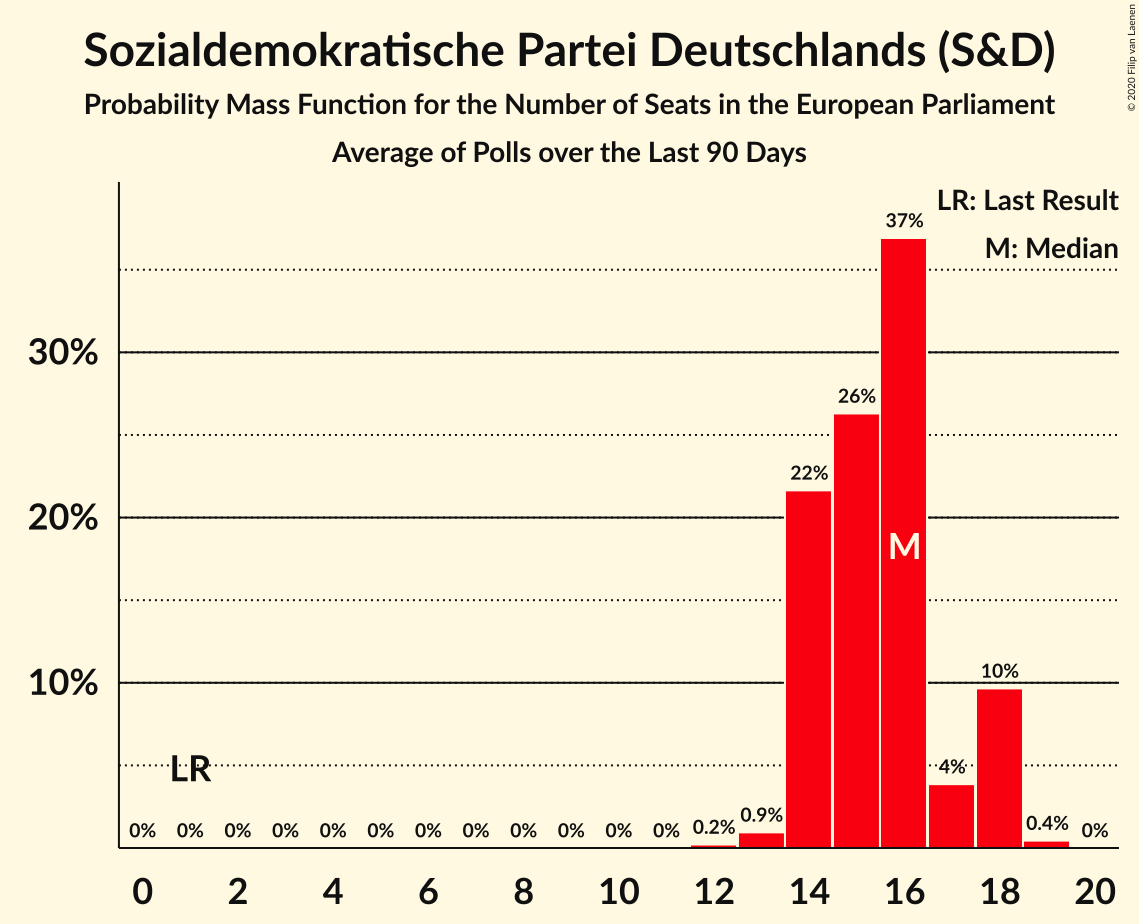 Sozialdemokratische Partei Deutschlands (S&D)
Probability Mass Function for the Number of Seats in the European Parliament
Average of Polls over the Last 90 Days
© 2020 Filip van Laenen
LR: Last Result
M: Median
37%
30%
26%
22%
20%
M
10%
10%
LR
4%
0% 0% 0% 0% 0% 0% 0% 0% 0% 0% 0% 0% 0.2% 0.9% 0.4% 0%
0 2 4 6 8 10 12 14 16 18 20